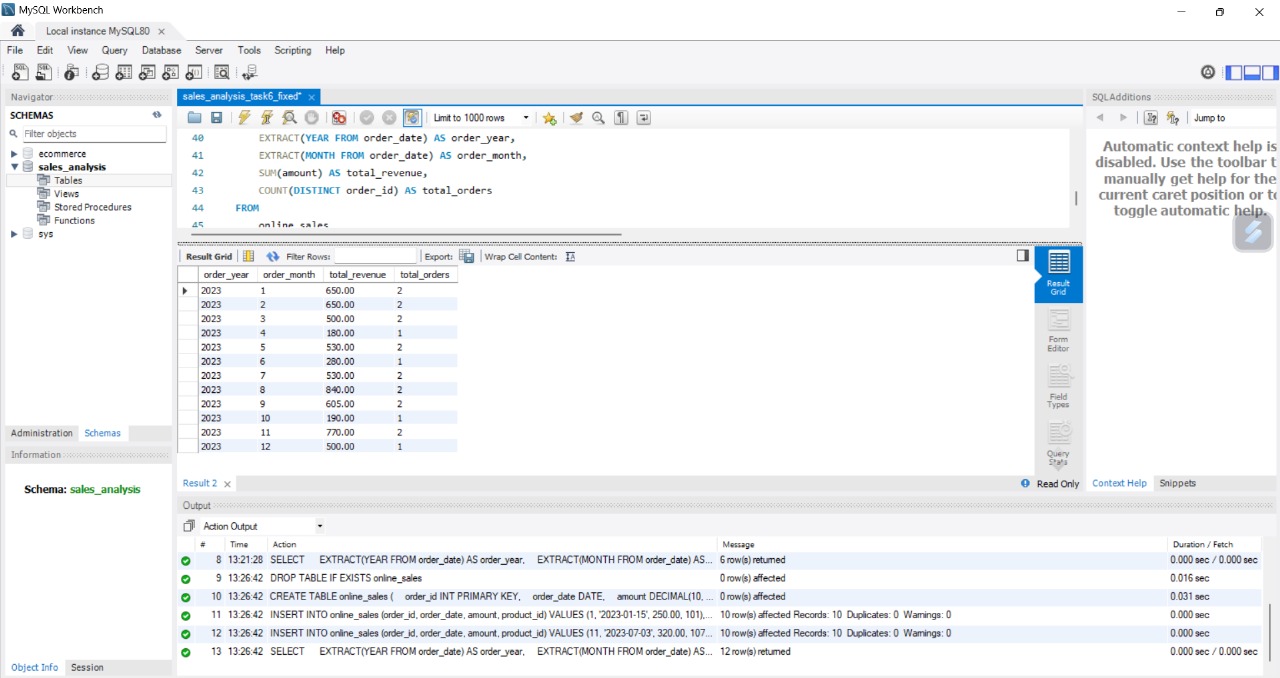 MySQL Workbench
Local instance MySQL80
File Edit View Query Database Server Tools Scripting Help
Navigator
SCHEMAS
Filter objects
ecommerce
sales_analysis
Tables
Views
Stored Procedures
Functions
sys
Administration Schemas
Information
Schema: sales_analysis
Object Info Session
sales_analysis_task6_fixed*
Limit to 1000 rows
40 EXTRACT(YEAR FROM order_date) AS order_year,
41 EXTRACT(MONTH FROM order_date) AS order_month,
42 SUM(amount) AS total_revenue,
43 COUNT(DISTINCT order_id) AS total_orders
44 FROM
45 online_sales
Result Grid Filter Rows: Export: Wrap Cell Content:
order_year order_month total_revenue total_orders
2023 1 650.00 2
2023 2 650.00 2
2023 3 500.00 2
2023 4 180.00 1
2023 5 530.00 2
2023 6 280.00 1
2023 7 530.00 2
2023 8 840.00 2
2023 9 605.00 2
2023 10 190.00 1
2023 11 770.00 2
2023 12 500.00 1
Result Grid
Form Editor
Field Types
Query Stats
Result 2 Read Only
SQLAdditions
Jump to
Automatic context help is
disabled. Use the toolbar t
manually get help for the
current caret position or to
toggle automatic help.
Context Help Snippets
Output
Action Output
# Time Action Message Duration / Fetch
8 13:21:28 SELECT EXTRACT(YEAR FROM order_date) AS order_year, EXTRACT(MONTH FROM order_date) AS... 6 row(s) returned 0.000 sec / 0.000 sec
9 13:26:42 DROP TABLE IF EXISTS online_sales 0 row(s) affected 0.016 sec
10 13:26:42 CREATE TABLE online_sales ( order_id INT PRIMARY KEY, order_date DATE, amount DECIMAL(10, ... 0 row(s) affected 0.031 sec
11 13:26:42 INSERT INTO online_sales (order_id, order_date, amount, product_id) VALUES (1, '2023-01-15', 250.00, 101),... 10 row(s) affected Records: 10 Duplicates: 0 Warnings: 0 0.000 sec
12 13:26:42 INSERT INTO online_sales (order_id, order_date, amount, product_id) VALUES (11, '2023-07-03', 320.00, 107... 10 row(s) affected Records: 10 Duplicates: 0 Warnings: 0 0.000 sec
13 13:26:42 SELECT EXTRACT(YEAR FROM order_date) AS order_year, EXTRACT(MONTH FROM order_date) AS... 12 row(s) returned 0.000 sec / 0.000 sec